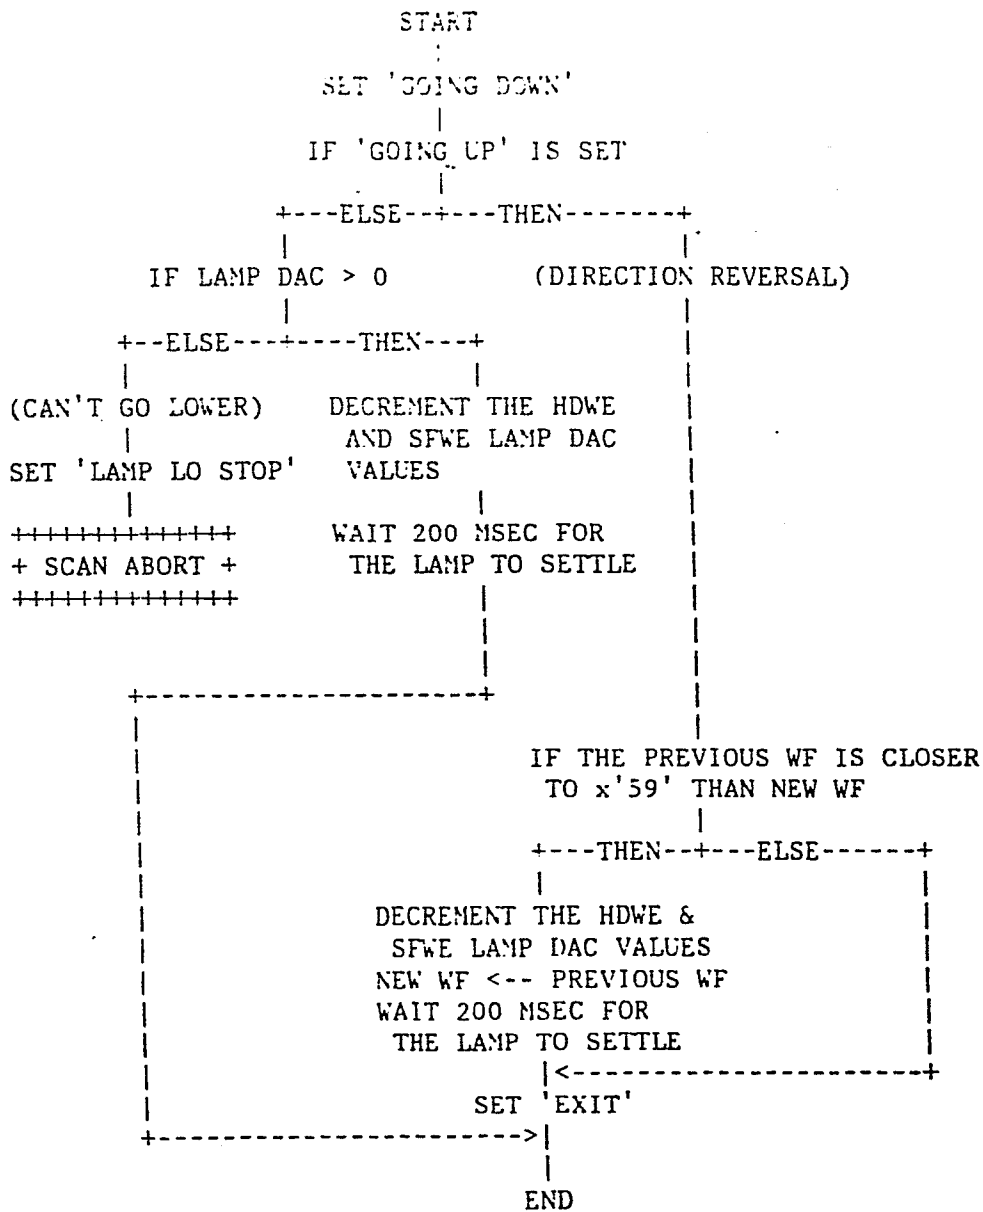 START
SET 'GOING DOWN'
IF 'GOING UP' IS SET
+---ELSE--+---THEN-------+
IF LAMP DAC > 0 (DIRECTION REVERSAL)
+--ELSE---+----THEN---+
(CAN'T GO LOWER) DECREMENT THE HDWE
AND SFWE LAMP DAC
SET 'LAMP LO STOP' VALUES
++++++++++++++ WAIT 200 MSEC FOR
+ SCAN ABORT + THE LAMP TO SETTLE
++++++++++++++
+----------------------+
IF THE PREVIOUS WF IS CLOSER
TO x'59' THAN NEW WF
+---THEN--+---ELSE------+
DECREMENT THE HDWE &
SFWE LAMP DAC VALUES
NEW WF <-- PREVIOUS WF
WAIT 200 MSEC FOR
THE LAMP TO SETTLE
|<-----------------------+
SET 'EXIT'
+------------------------>|
END